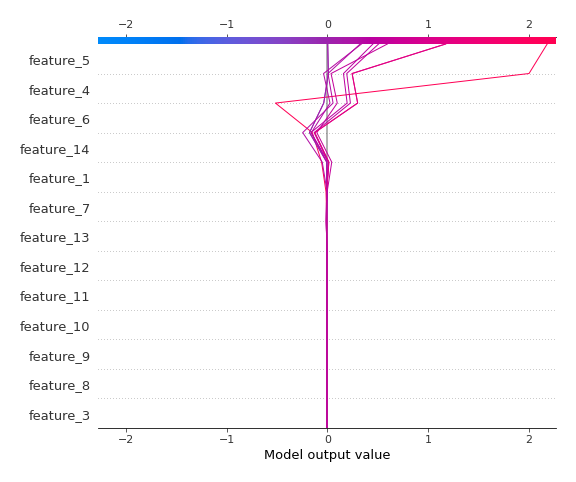 −2 −1 0 1 2
feature_5
feature_4
feature_6
feature_14
feature_1
feature_7
feature_13
feature_12
feature_11
feature_10
feature_9
feature_8
feature_3
−2 −1 0 1 2
Model output value